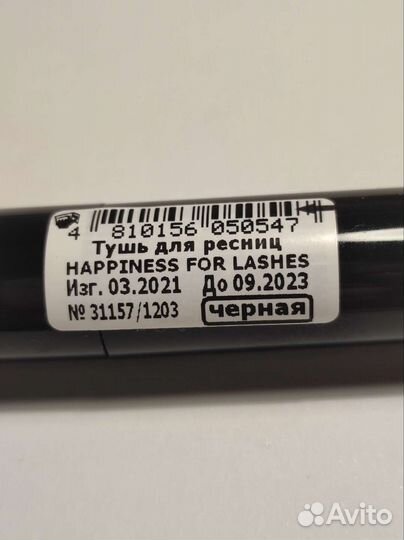 4 810156 050547
Тушь для ресниц
HAPPINESS FOR LASHES
Изг. 03.2021 До 09.2023
№ 31157/1203 черная
Avito